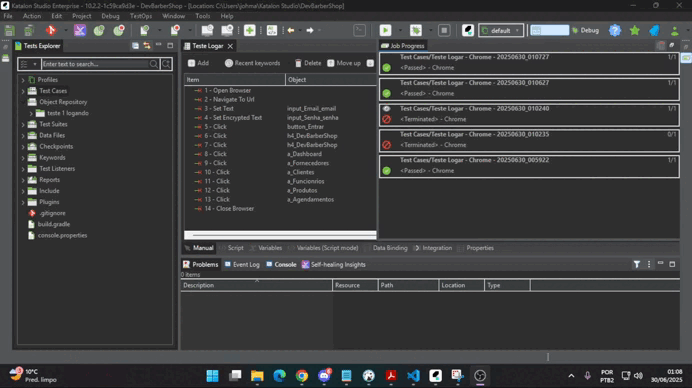 Katalon Studio Enterprise - 10.2.2-1c59ca9d3e - [Location: C:\Users\johma\Katalon Studio\DevBarberShop]
File Action Edit Project Debug TestOps Window Tools Help
default
Debug
Tests Explorer
Enter text to search...
Profiles
Test Cases
Object Repository
teste 1 logando
Test Suites
Data Files
Checkpoints
Keywords
Test Listeners
Reports
Include
Plugins
.gitignore
build.gradle
console.properties
Teste Logar
Add Recent keywords Delete Move up
Item Object
1 - Open Browser
2 - Navigate To Url
3 - Set Text input_Email_email
4 - Set Encrypted Text input_Senha_senha
5 - Click button_Entrar
6 - Click h4_DevBarberShop
7 - Click h4_DevBarberShop
8 - Click a_Dashboard
9 - Click a_Fornecedores
10 - Click a_Clientes
11 - Click a_Funcionrios
12 - Click a_Produtos
13 - Click a_Agendamentos
14 - Close Browser
Manual Script Variables Variables (Script mode) Data Binding Integration Properties
Job Progress
Test Cases/Teste Logar - Chrome - 20250630_010727 1/1
<Passed> - Chrome
Test Cases/Teste Logar - Chrome - 20250630_010627 1/1
<Passed> - Chrome
Test Cases/Teste Logar - Chrome - 20250630_010240 1/1
<Terminated> - Chrome
Test Cases/Teste Logar - Chrome - 20250630_010235 0/1
<Terminated> - Chrome
Test Cases/Teste Logar - Chrome - 20250630_005922 1/1
<Passed> - Chrome
Problems Event Log Console Self-healing Insights
0 items
Description Resource Path Location Type
10°C
Pred. limpo
POR
PTB2
01:08
30/06/2025